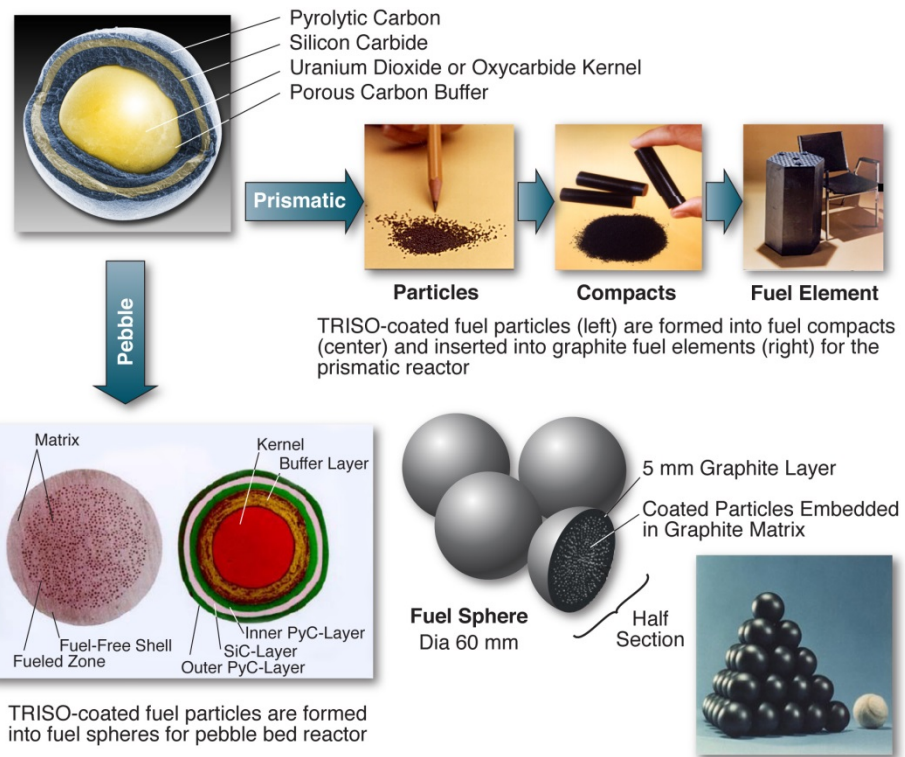 Pyrolytic Carbon
Silicon Carbide
Uranium Dioxide or Oxycarbide Kernel
Porous Carbon Buffer
Prismatic
Particles
Compacts
Fuel Element
TRISO-coated fuel particles (left) are formed into fuel compacts
(center) and inserted into graphite fuel elements (right) for the
prismatic reactor
Pebble
Matrix
Kernel
Buffer Layer
Fuel-Free Shell
Fueled Zone
Inner PyC-Layer
SiC-Layer
Outer PyC-Layer
TRISO-coated fuel particles are formed
into fuel spheres for pebble bed reactor
5 mm Graphite Layer
Coated Particles Embedded
in Graphite Matrix
Fuel Sphere
Dia 60 mm
Half
Section